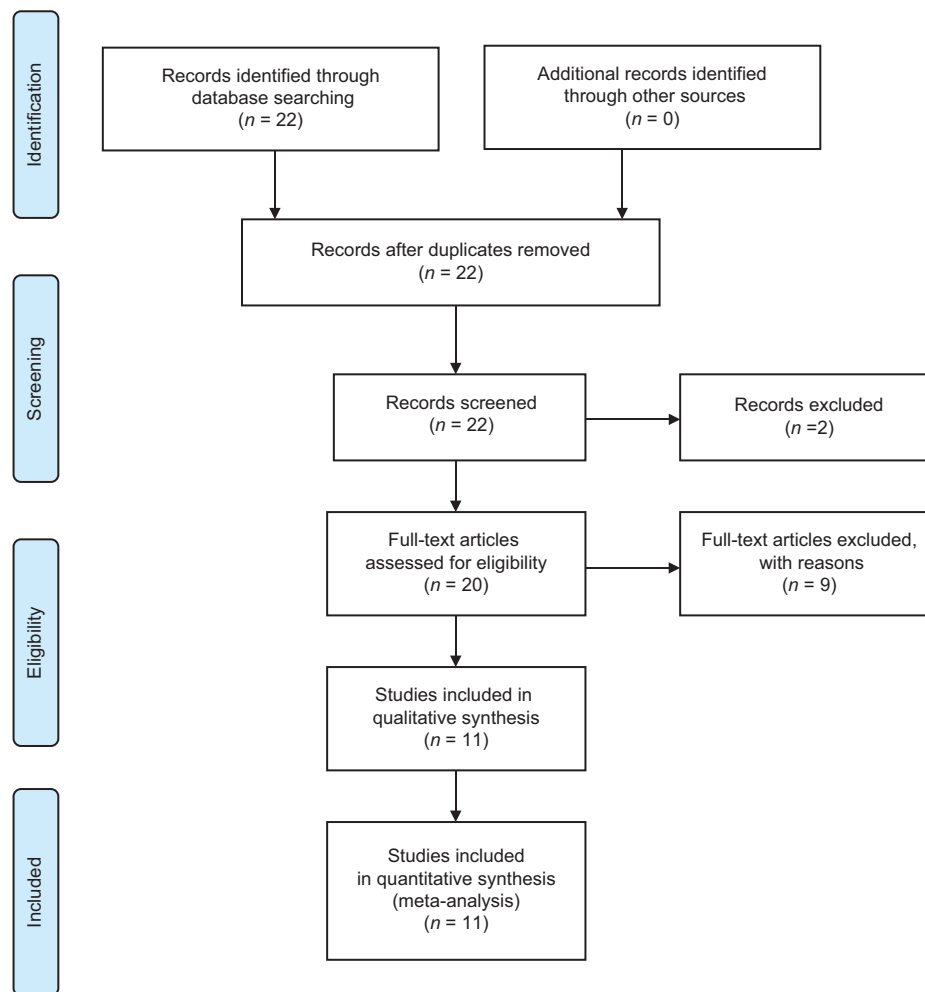 Identification
Records identified through
database searching
(n = 22)
Additional records identified
through other sources
(n = 0)
Records after duplicates removed
(n = 22)
Screening
Records screened
(n = 22)
Records excluded
(n =2)
Eligibility
Full-text articles
assessed for eligibility
(n = 20)
Full-text articles excluded,
with reasons
(n = 9)
Studies included in
qualitative synthesis
(n = 11)
Included
Studies included
in quantitative synthesis
(meta-analysis)
(n = 11)